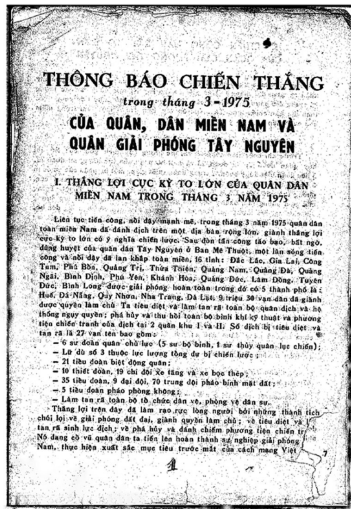 THÔNG BÁO CHIẾN THẮNG
trong tháng 3-1975
CỦA QUÂN, DÂN MIỀN NAM VÀ
QUÂN GIẢI PHÓNG TÂY NGUYÊN
I. THẮNG LỢI CỰC KỲ TO LỚN CỦA QUÂN DÂN
MIỀN NAM TRONG THÁNG 3 NĂM 1975
Liên tục tiến công, nổi dậy mạnh mẽ, trong tháng 3 năm 1975 quân dân
toàn miền Nam đã đánh địch trên một địa bàn rộng lớn, giành thắng lợi
cực kỳ to lớn có ý nghĩa chiến lược. Sau đòn tấn công táo bạo, bất ngờ,
đúng huyệt của quân dân Tây Nguyên ở Ban Mê Thuột, một làn sóng tiến
công và nổi dậy đã lan khắp toàn miền, 16 tỉnh: Đắc Lắc, Gia Lai, Công
Tum, Phú Bồn, Quảng Trị, Thừa Thiên, Quảng Nam, Quảng Đà, Quảng
Ngãi, Bình Định, Phú Yên, Khánh Hòa, Quảng Đức, Lâm Đồng, Tuyên
Đức, Bình Long được giải phóng hoàn toàn trong đó có 5 thành phố là:
Huế, Đà Nẵng, Quy Nhơn, Nha Trang, Đà Lạt. 9 triệu 30 vạn dân đã giành
được quyền làm chủ. Ta tiêu diệt và làm tan rã toàn bộ quân địch và hệ
thống ngụy quyền; phá hủy và thu hồi toàn bộ binh khí kỹ thuật và phương
tiện chiến tranh của địch tại 2 quân khu I và II. Số địch bị tiêu diệt và
tan rã là 27 vạn tên bao gồm:
— 6 sư đoàn quân chủ lực (5 sư bộ binh, 1 sư thủy quân lục chiến);
— Lữ dù số 3 thuộc lực lượng tổng dự bị chiến lược;
— 21 tiểu đoàn biệt động quân;
— 10 thiết đoàn, 19 chi đội xe tăng và xe bọc thép;
— 35 tiểu đoàn, 9 đại đội, 70 trung đội pháo binh mặt đất;
— 5 tiểu đoàn pháo phòng không;
— Làm tan rã toàn bộ tổ chức dân vệ, phòng vệ dân sự.
Thắng lợi trên đây đã làm rạo rực lòng người bởi những thành tích
chói lọi về giải phóng đất đai, giành quyền làm chủ; về tiêu diệt và
tan rã sinh lực địch; về phá hủy và đánh chiếm phương tiện chiến
Nó đang cổ vũ quân dân ta tiến lên hoàn thành sự nghiệp giải phóng
Nam, thực hiện xuất sắc mục tiêu trước mắt của cách mạng Việt
1